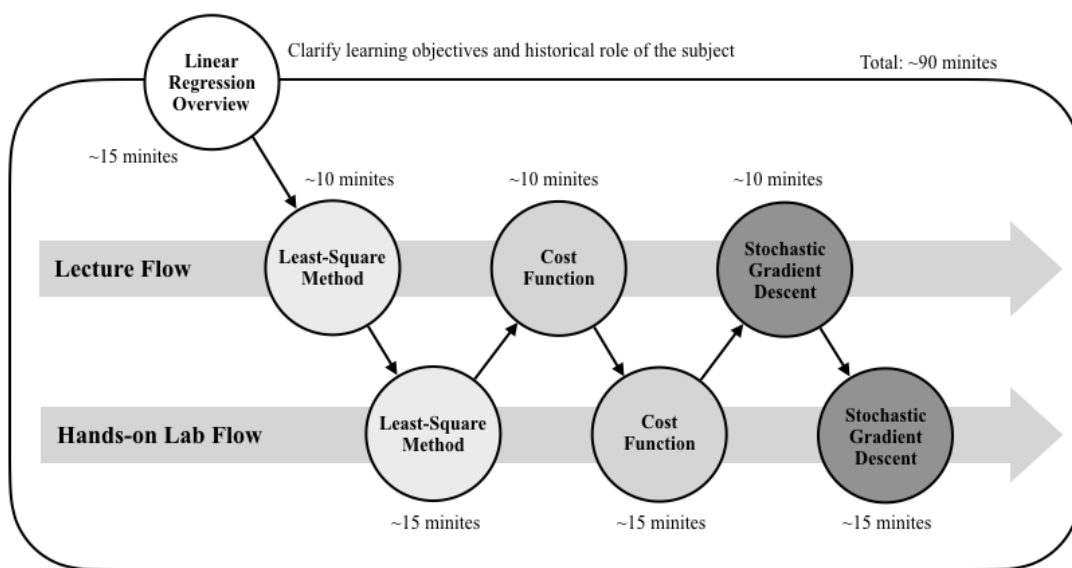 Linear
Regression
Overview
Clarify learning objectives and historical role of the subject
Total: ~90 minites
~15 minites
~10 minites
~10 minites
~10 minites
Lecture Flow
Least-Square
Method
Cost
Function
Stochastic
Gradient
Descent
Hands-on Lab Flow
Least-Square
Method
Cost
Function
Stochastic
Gradient
Descent
~15 minites
~15 minites
~15 minites